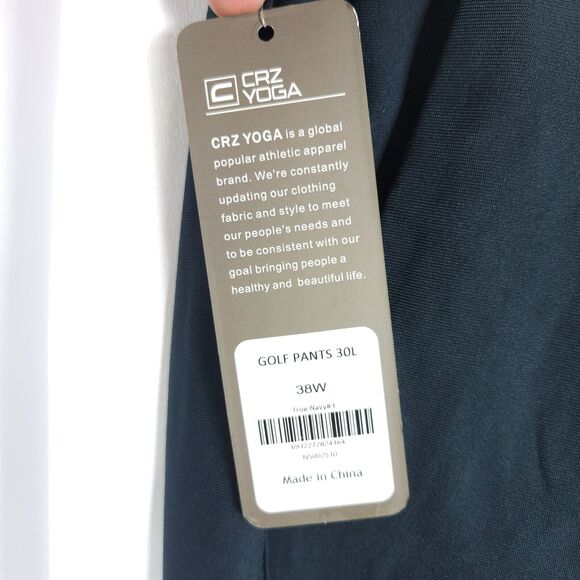 CRZ
YOGA
CRZ YOGA is a global
popular athletic apparel
brand. We're constantly
updating our clothing
fabric and style to meet
our people's needs and
to be consistent with our
goal bringing people a
healthy and beautiful life.
GOLF PANTS 30L
38W
True Navy#3
Made in China